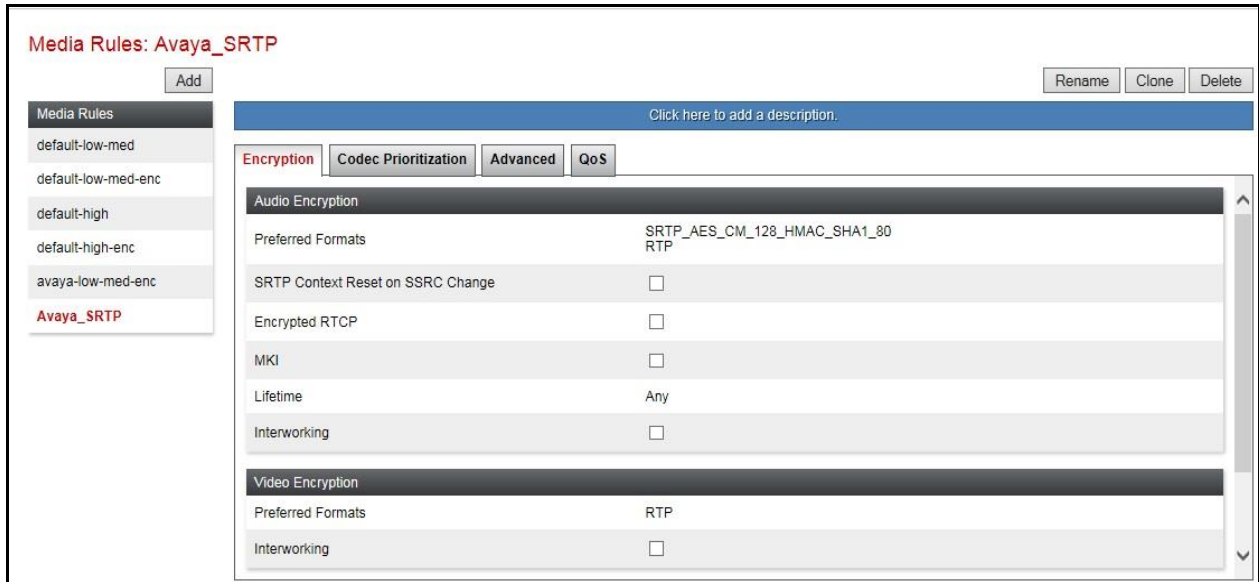 Media Rules: Avaya_SRTP
Add
Rename Clone Delete
Media Rules
default-low-med
default-low-med-enc
default-high
default-high-enc
avaya-low-med-enc
Avaya_SRTP
Click here to add a description.
Encryption Codec Prioritization Advanced QoS
Audio Encryption
Preferred Formats SRTP_AES_CM_128_HMAC_SHA1_80
RTP
SRTP Context Reset on SSRC Change
Encrypted RTCP
MKI
Lifetime Any
Interworking
Video Encryption
Preferred Formats RTP
Interworking